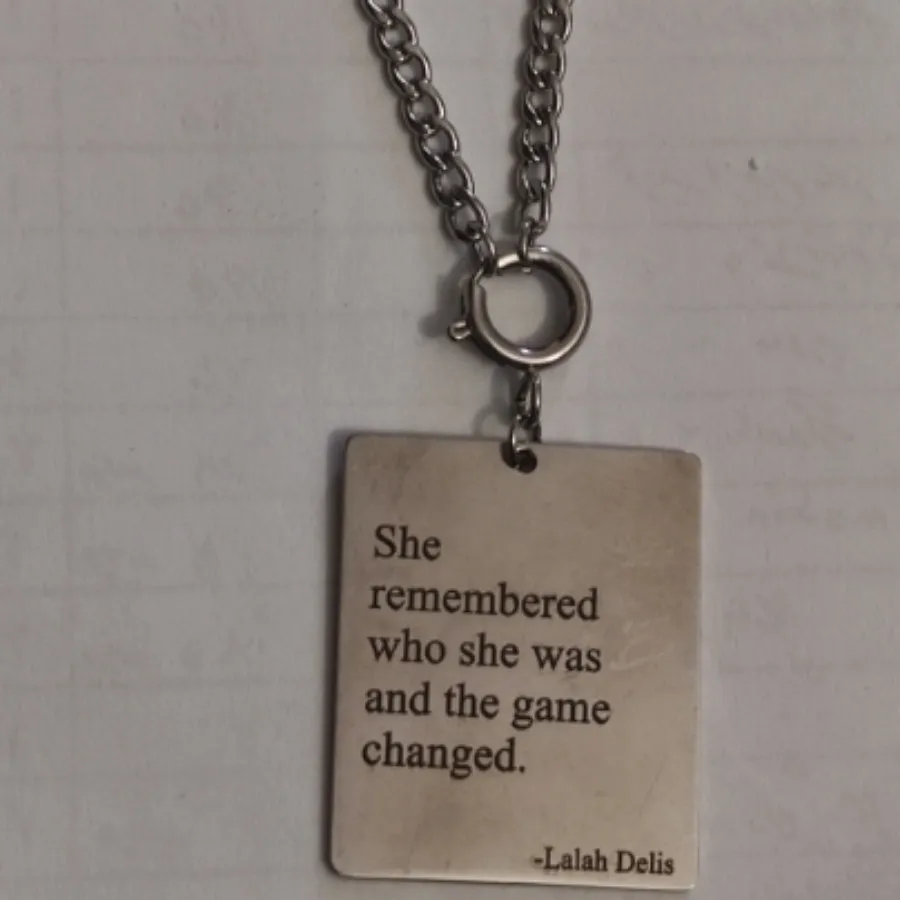 She
remembered
who she was
and the game
changed.
-Lalah Delis